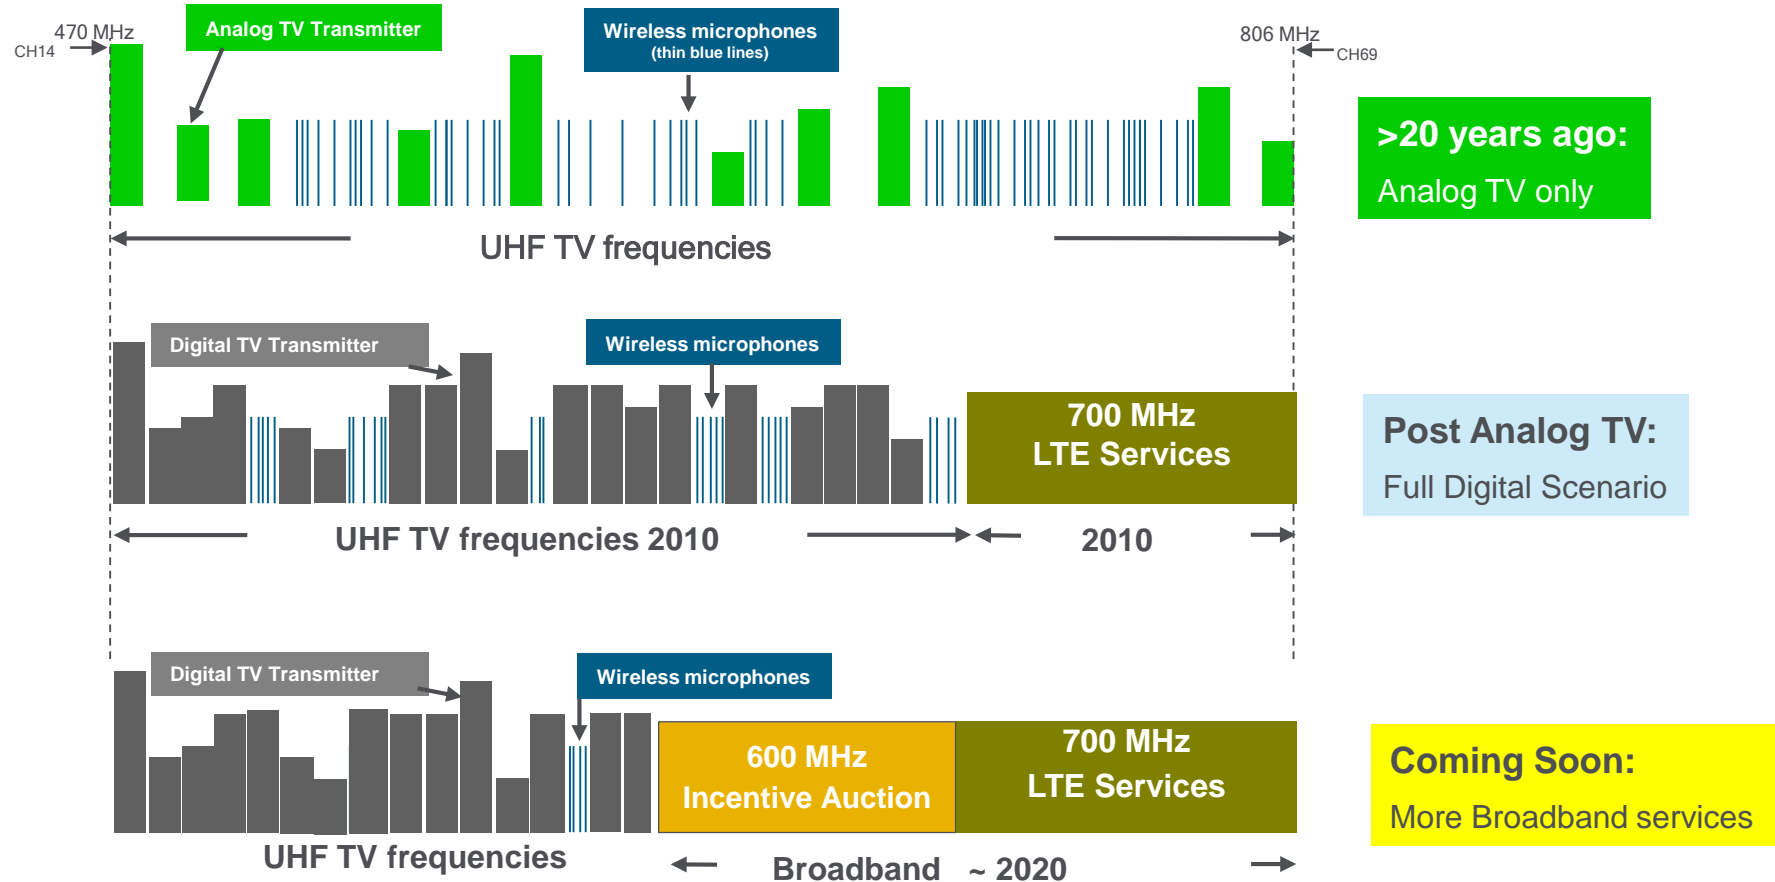 470 MHz
CH14
Analog TV Transmitter
Wireless microphones
(thin blue lines)
806 MHz
CH69
>20 years ago:
Analog TV only
UHF TV frequencies
Digital TV Transmitter
Wireless microphones
700 MHz
LTE Services
Post Analog TV:
Full Digital Scenario
UHF TV frequencies 2010
2010
Digital TV Transmitter
Wireless microphones
600 MHz
Incentive Auction
700 MHz
LTE Services
Coming Soon:
More Broadband services
UHF TV frequencies
Broadband ~ 2020